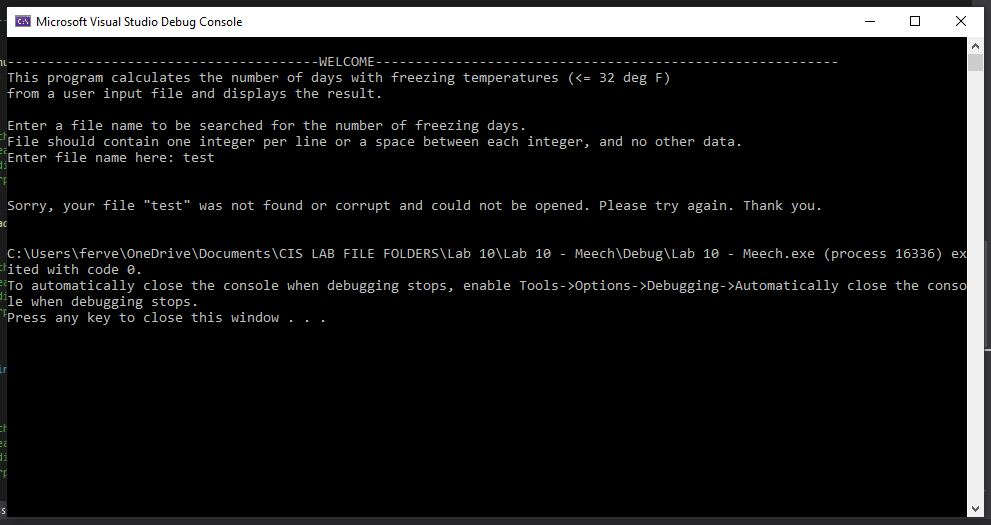 Microsoft Visual Studio Debug Console
---------------------------------------WELCOME----------------------------------------------------------
This program calculates the number of days with freezing temperatures (<= 32 deg F)
from a user input file and displays the result.
Enter a file name to be searched for the number of freezing days.
File should contain one integer per line or a space between each integer, and no other data.
Enter file name here: test
Sorry, your file "test" was not found or corrupt and could not be opened. Please try again. Thank you.
C:\Users\ferve\OneDrive\Documents\CIS LAB FILE FOLDERS\Lab 10\Lab 10 - Meech\Debug\Lab 10 - Meech.exe (process 16336) ex
ited with code 0.
To automatically close the console when debugging stops, enable Tools->Options->Debugging->Automatically close the conso
le when debugging stops.
Press any key to close this window . . .